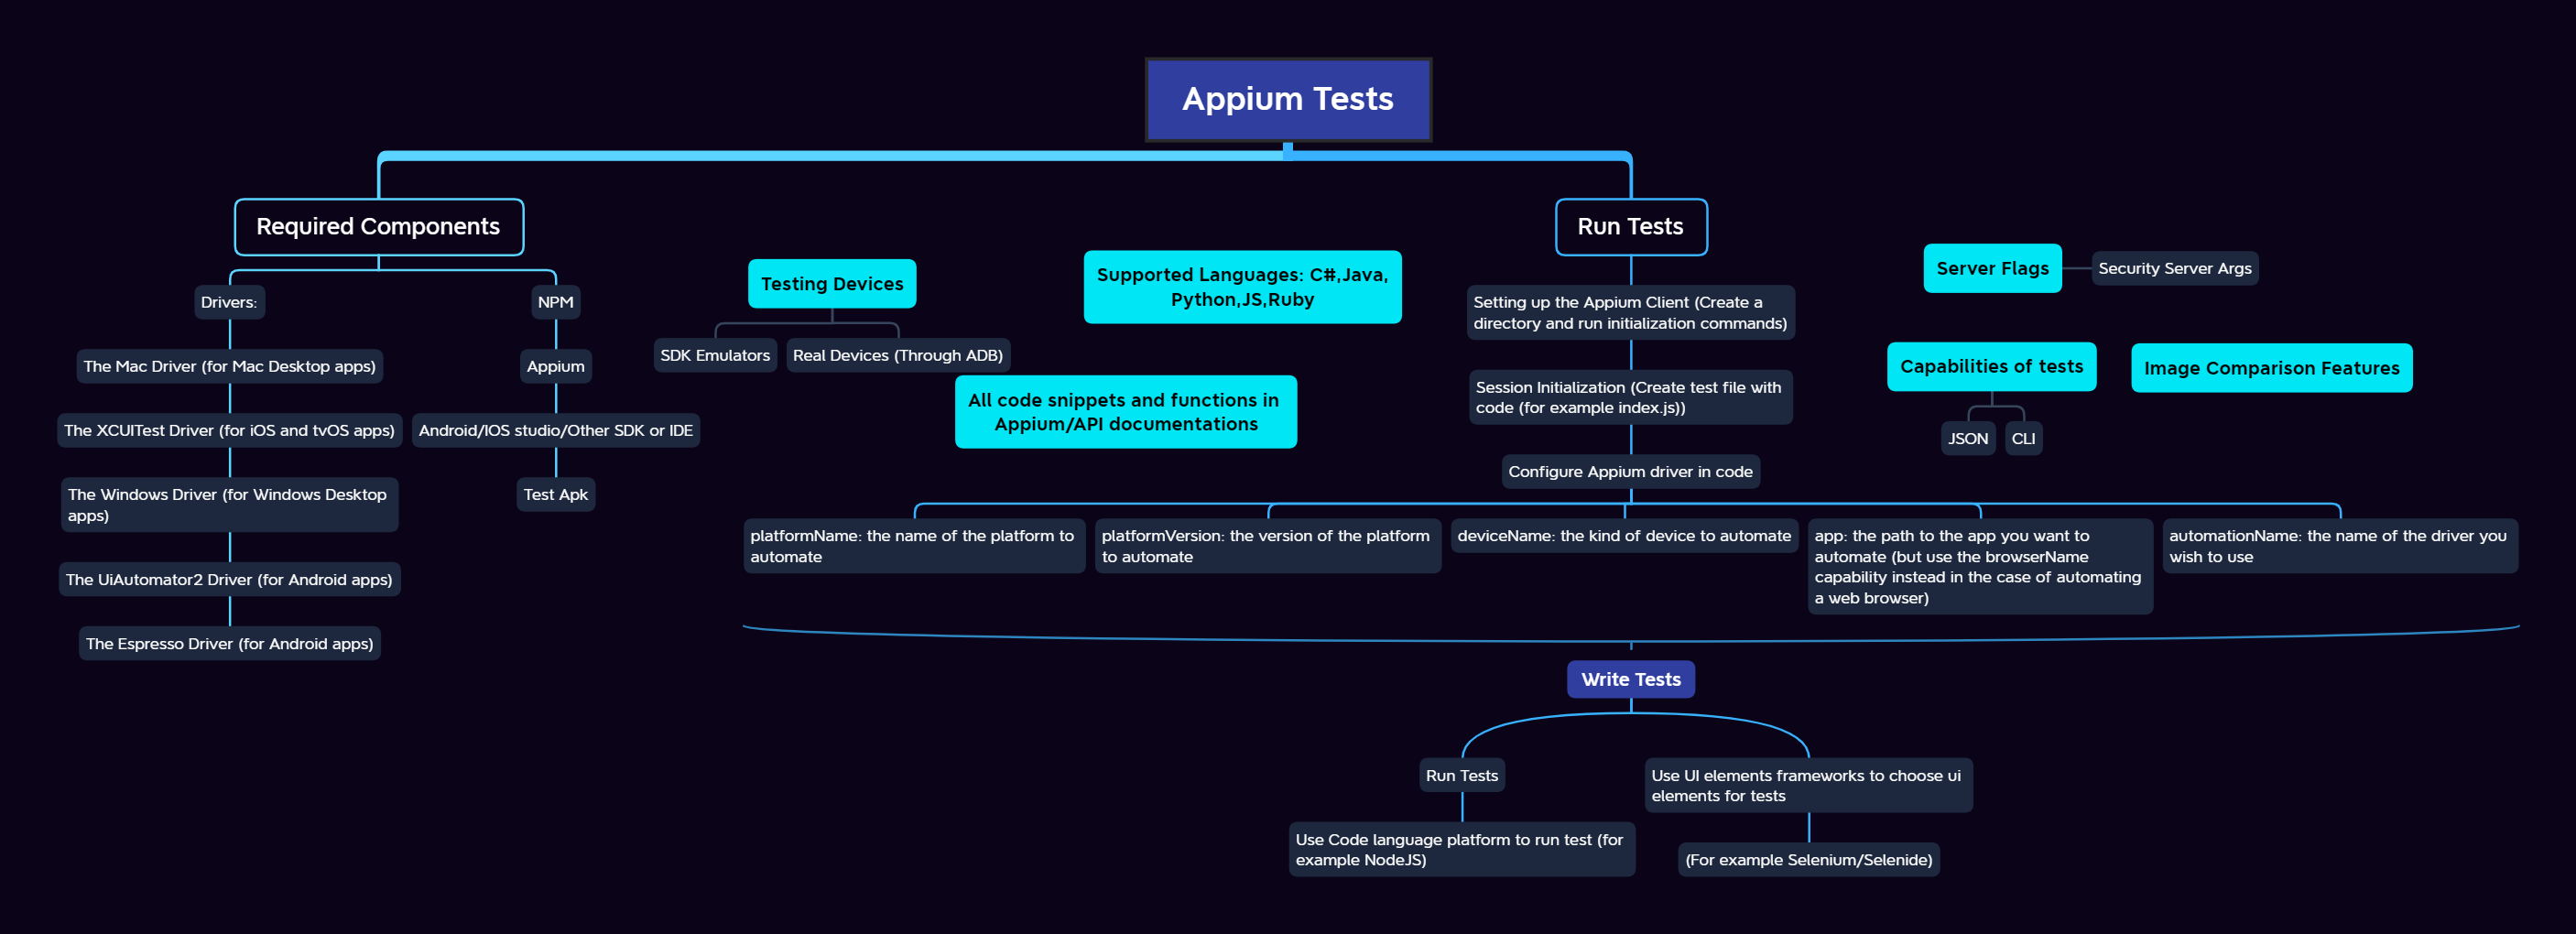 Appium Tests
Required Components
Drivers:
The Mac Driver (for Mac Desktop apps)
The XCUITest Driver (for iOS and tvOS apps)
The Windows Driver (for Windows Desktop
apps)
The UiAutomator2 Driver (for Android apps)
The Espresso Driver (for Android apps)
NPM
Appium
Android/IOS studio/Other SDK or IDE
Test Apk
Testing Devices
SDK Emulators
Real Devices (Through ADB)
Supported Languages: C#,Java,
Python,JS,Ruby
All code snippets and functions in
Appium/API documentations
Run Tests
Setting up the Appium Client (Create a
directory and run initialization commands)
Session Initialization (Create test file with
code (for example index.js))
Configure Appium driver in code
platformName: the name of the platform to
automate
platformVersion: the version of the platform
to automate
deviceName: the kind of device to automate
app: the path to the app you want to
automate (but use the browserName
capability instead in the case of automating
a web browser)
automationName: the name of the driver you
wish to use
Server Flags
Security Server Args
Capabilities of tests
JSON
CLI
Image Comparison Features
Write Tests
Run Tests
Use Code language platform to run test (for
example NodeJS)
Use UI elements frameworks to choose ui
elements for tests
(For example Selenium/Selenide)